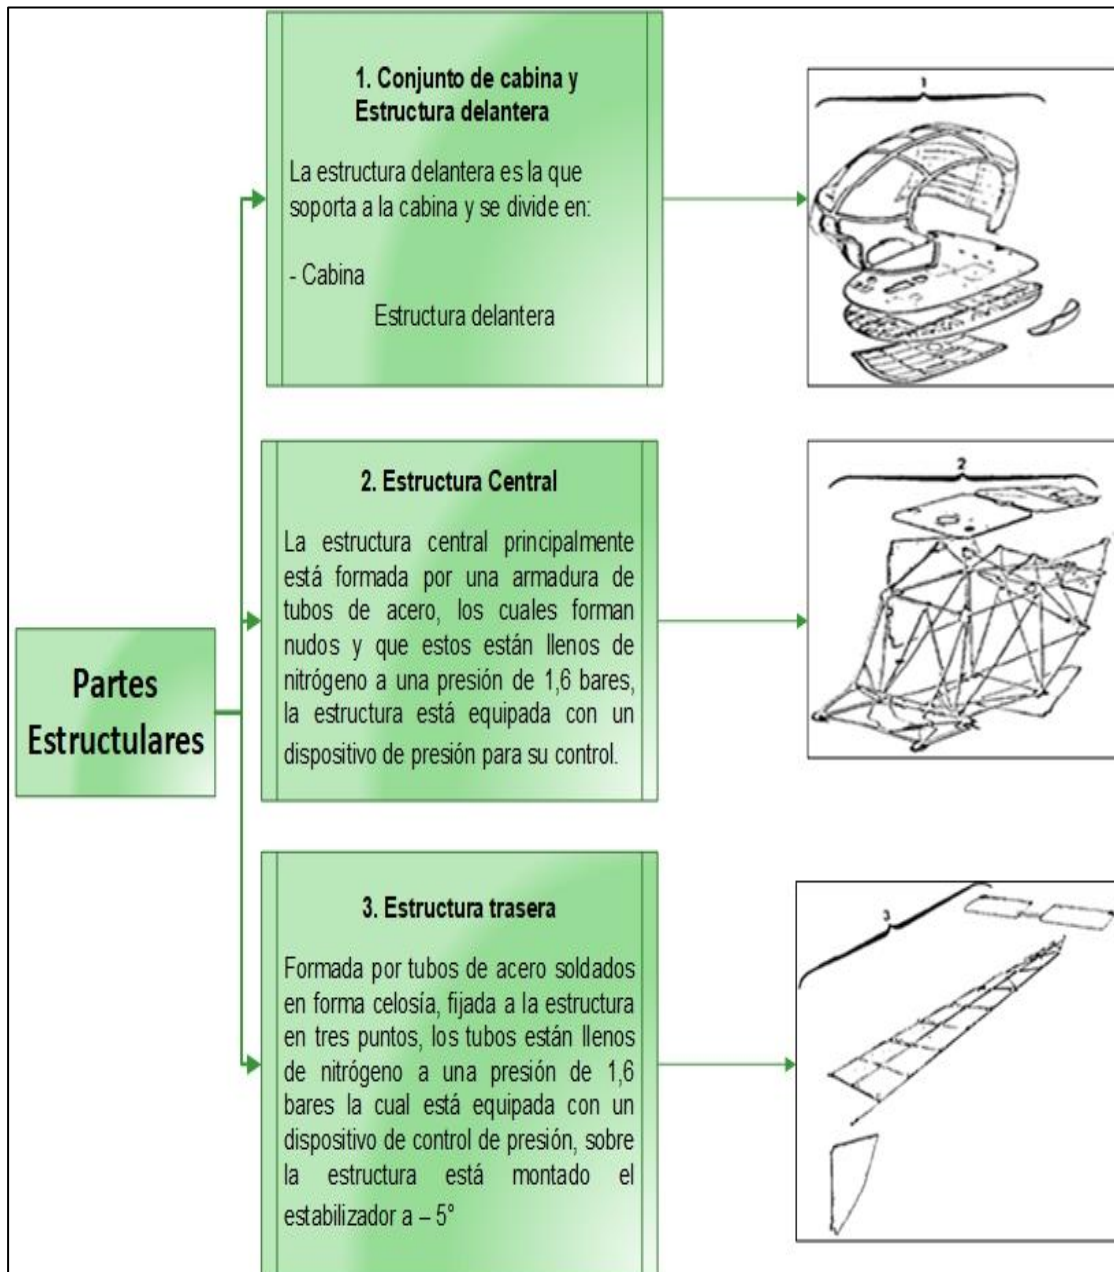 Partes
Estructulares
1. Conjunto de cabina y
Estructura delantera
La estructura delantera es la que
soporta a la cabina y se divide en:
- Cabina
Estructura delantera
1
2. Estructura Central
La estructura central principalmente
está formada por una armadura de
tubos de acero, los cuales forman
nudos y que estos están llenos de
nitrógeno a una presión de 1,6 bares,
la estructura está equipada con un
dispositivo de presión para su control.
2
3. Estructura trasera
Formada por tubos de acero soldados
en forma celosía, fijada a la estructura
en tres puntos, los tubos están llenos
de nitrógeno a una presión de 1,6
bares la cual está equipada con un
dispositivo de control de presión, sobre
la estructura está montado el
estabilizador a – 5°
3